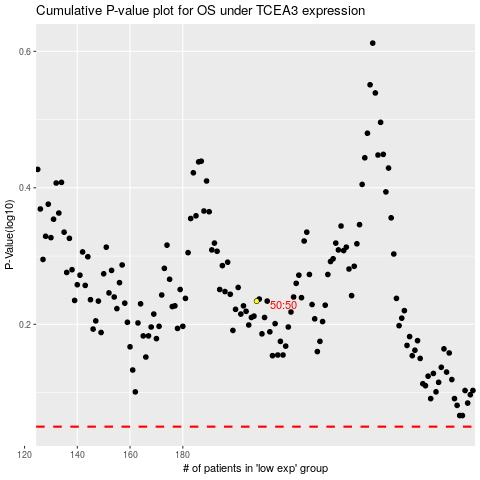 Cumulative P-value plot for OS under TCEA3 expression
0.6
0.4
0.2
P-Value(log10)
50:50
120 140 160 180
# of patients in 'low exp' group